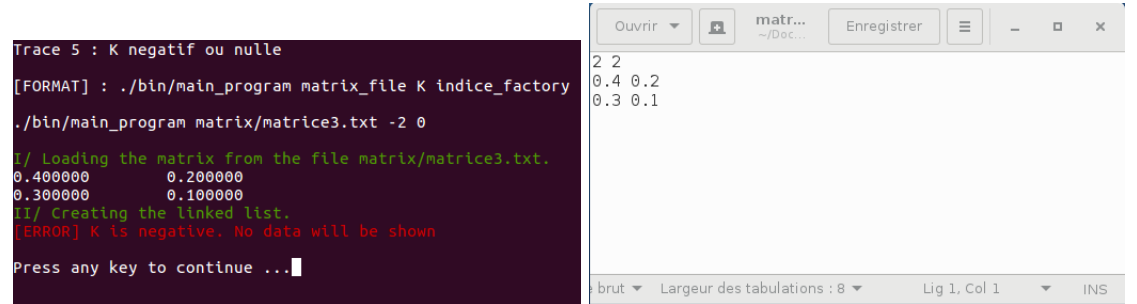 Trace 5 : K negatif ou nulle
[FORMAT] : ./bin/main_program matrix_file K indice_factory
./bin/main_program matrix/matrice3.txt -2 0
I/ Loading the matrix from the file matrix/matrice3.txt.
0.400000 0.200000
0.300000 0.100000
II/ Creating the linked list.
[ERROR] K is negative. No data will be shown
Press any key to continue ...
Ouvrir
matr...
~/Doc...
Enregistrer
2 2
0.4 0.2
0.3 0.1
brut Largeur des tabulations : 8 Lig 1, Col 1 INS